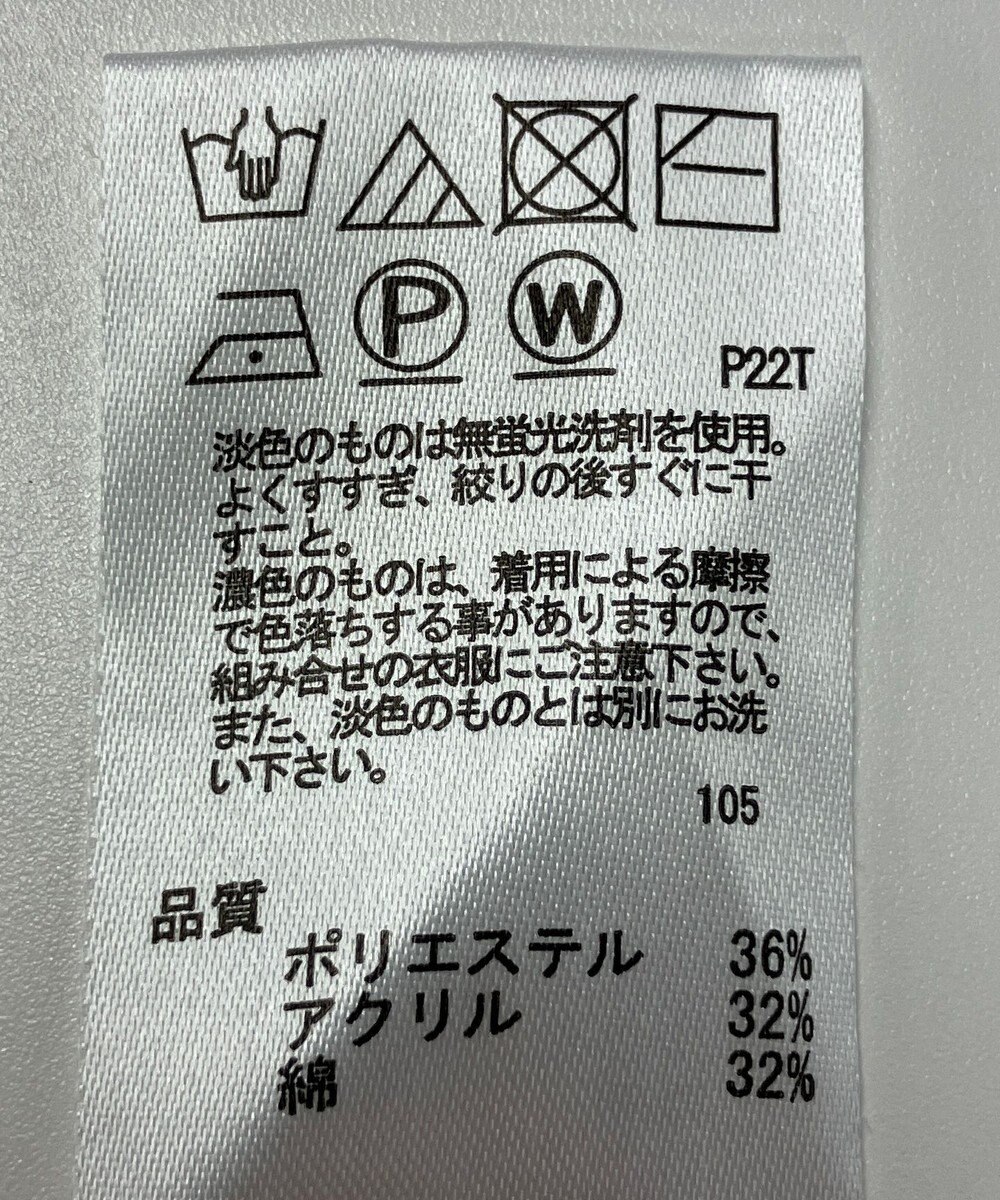 P W
P22T
淡色のものは無蛍光洗剤を使用。
よくすすぎ、絞りの後すぐに干
すこと。
濃色のものは、着用による摩擦
で色落ちする事がありますので、
組み合せの衣服にご注意下さい。
また、淡色のものとは別にお洗
い下さい。
105
品質
ポリエステル 36%
アクリル 32%
綿 32%